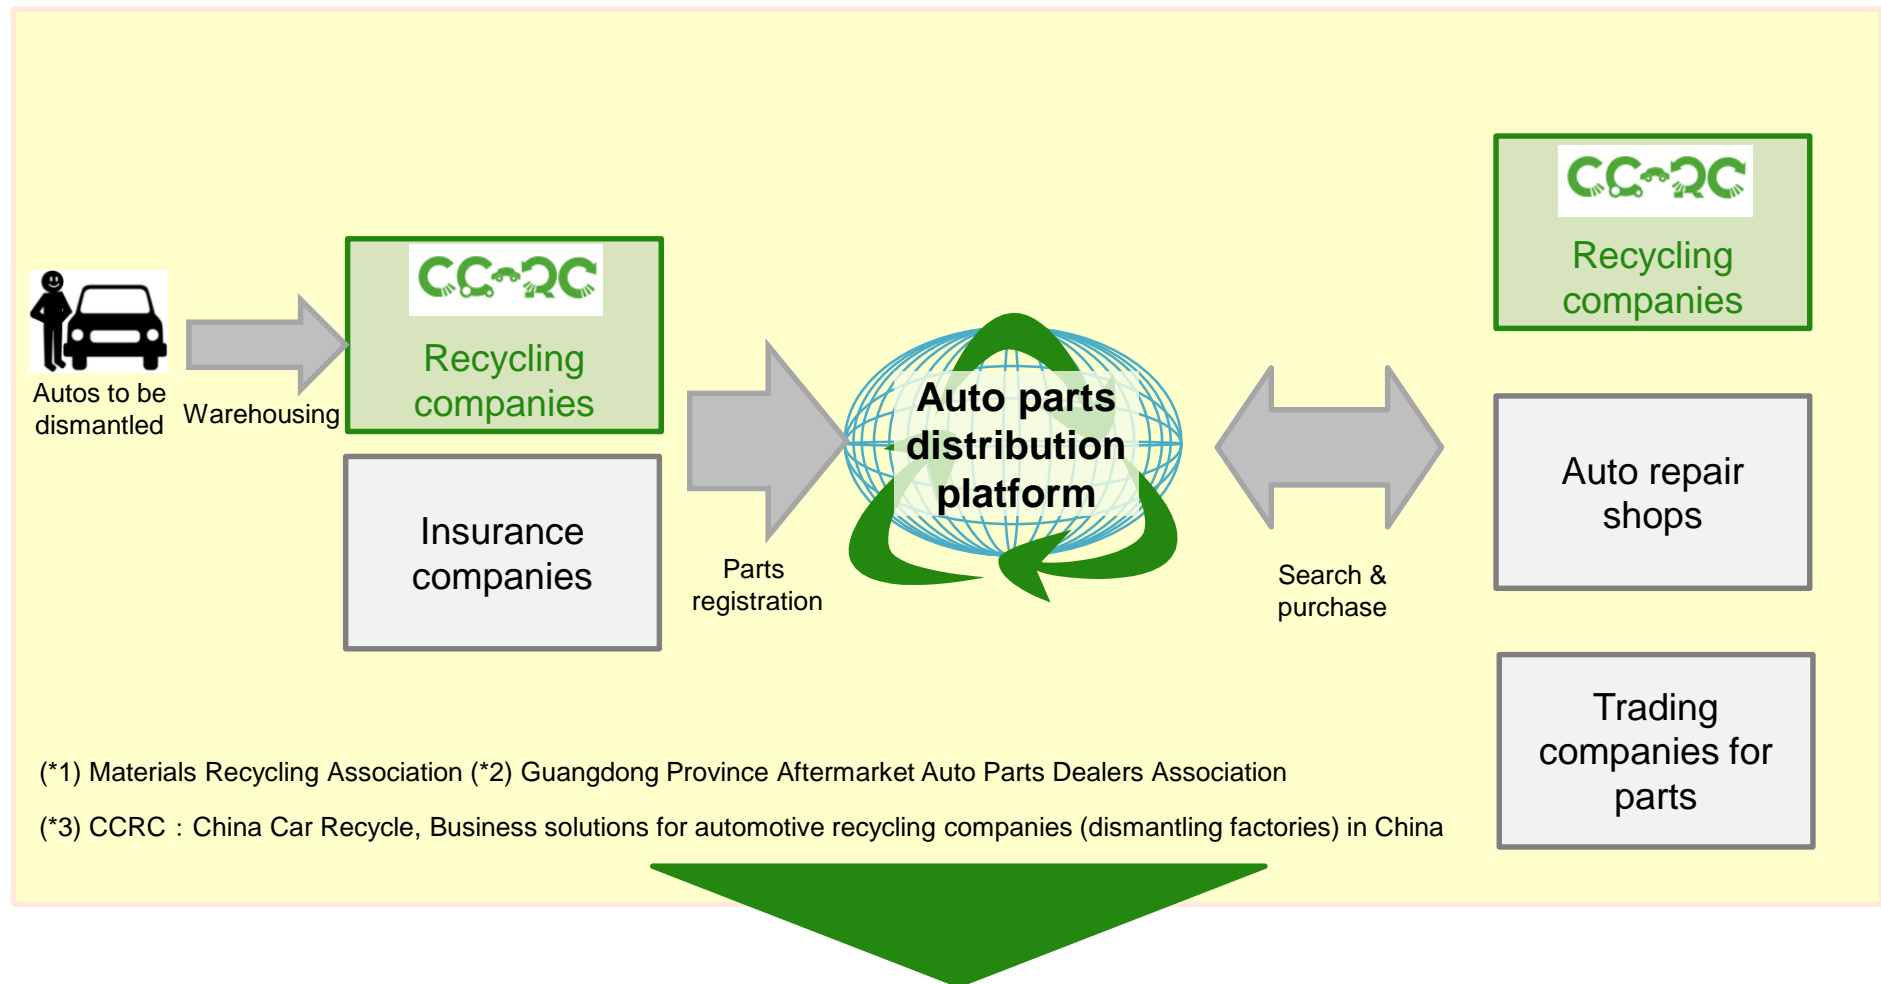 CCRC
Recycling
companies
CCRC
Recycling
companies
Autos to be
dismantled
Warehousing
Auto parts
distribution
platform
Auto repair
shops
Insurance
companies
Parts
registration
Search &
purchase
Trading
companies for
parts
(*1) Materials Recycling Association (*2) Guangdong Province Aftermarket Auto Parts Dealers Association
(*3) CCRC : China Car Recycle, Business solutions for automotive recycling companies (dismantling factories) in China